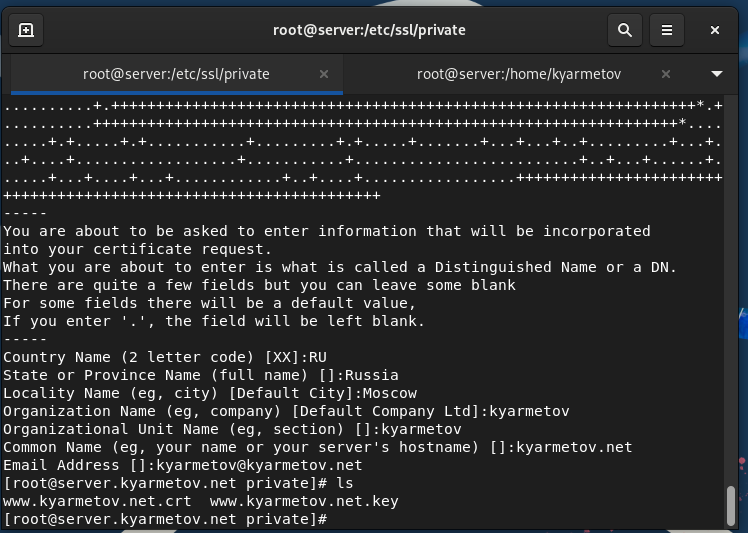 root@server:/etc/ssl/private
root@server:/etc/ssl/private
root@server:/home/kyarmetov
-----
You are about to be asked to enter information that will be incorporated
into your certificate request.
What you are about to enter is what is called a Distinguished Name or a DN.
There are quite a few fields but you can leave some blank
For some fields there will be a default value,
If you enter '.', the field will be left blank.
-----
Country Name (2 letter code) [XX]:RU
State or Province Name (full name) []:Russia
Locality Name (eg, city) [Default City]:Moscow
Organization Name (eg, company) [Default Company Ltd]:kyarmetov
Organizational Unit Name (eg, section) []:kyarmetov
Common Name (eg, your name or your server's hostname) []:kyarmetov.net
Email Address []:kyarmetov@kyarmetov.net
[root@server.kyarmetov.net private]# ls
www.kyarmetov.net.crt  www.kyarmetov.net.key
[root@server.kyarmetov.net private]#